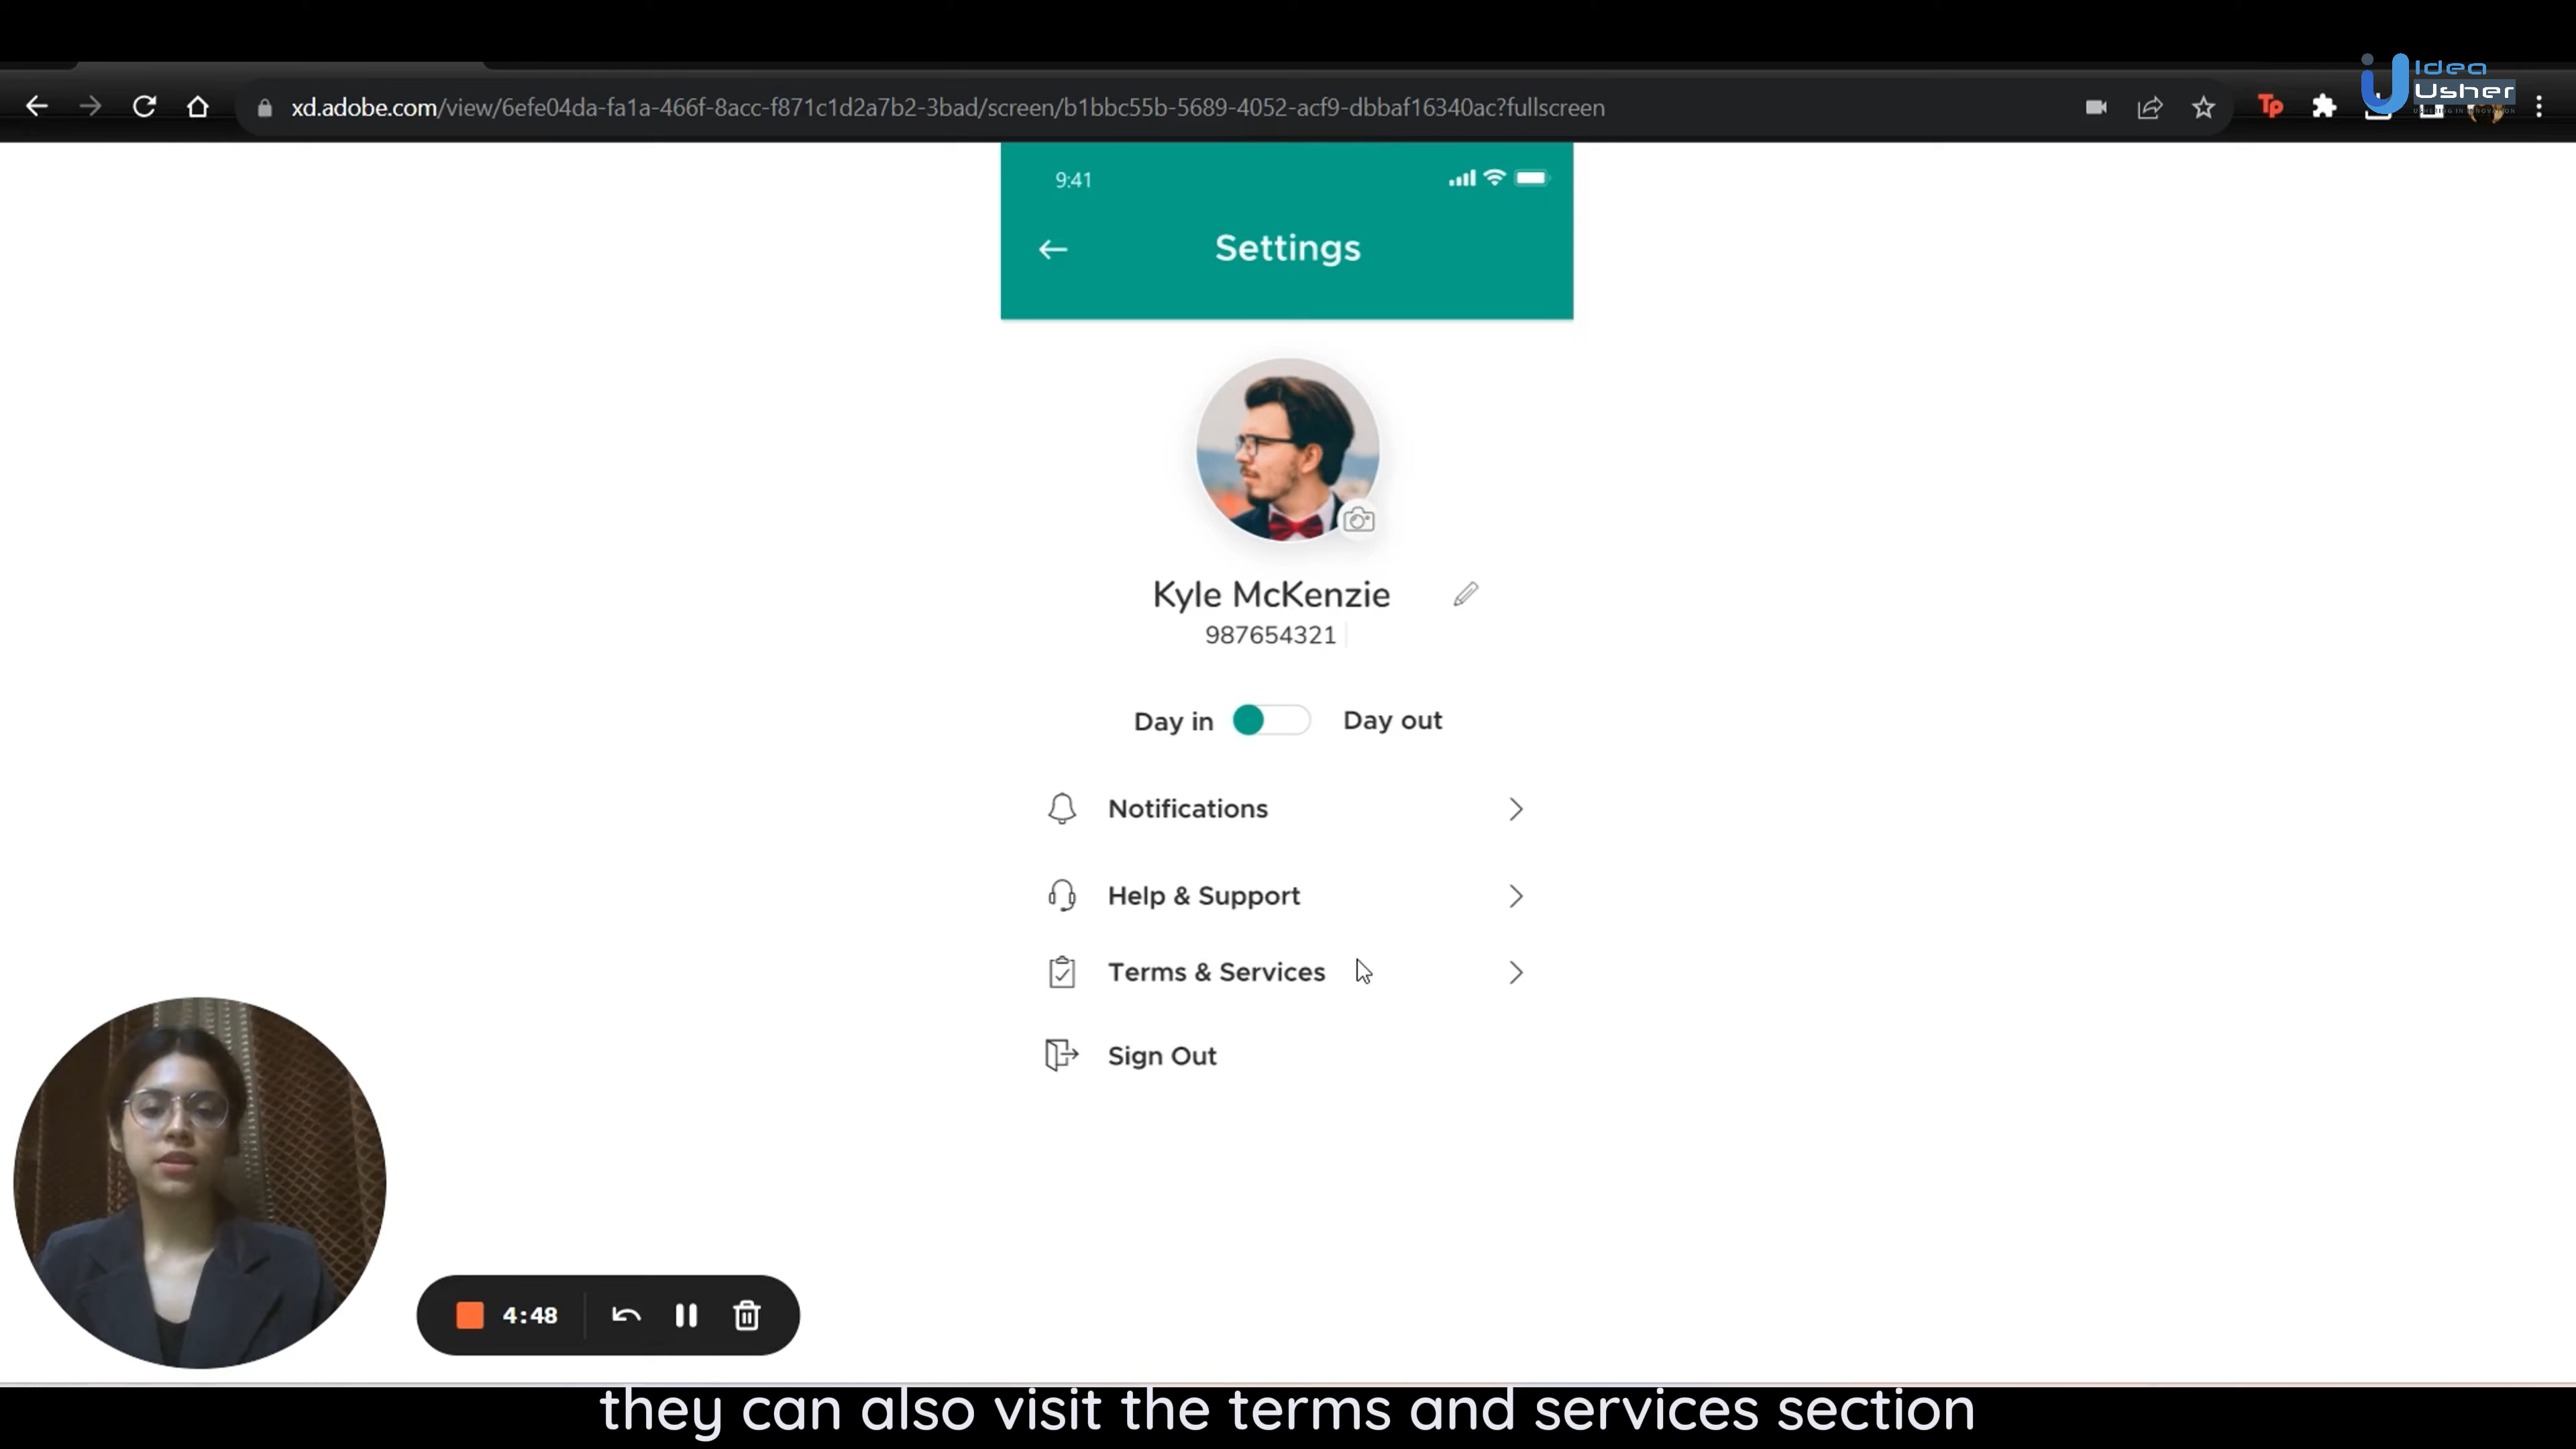 Idea
Usher
xd.adobe.com/view/6efe04da-fa1a-466f-8acc-f871c1d2a7b2-3bad/screen/b1bbc55b-5689-4052-acf9-dbbaf16340ac?fullscreen
Tp
9:41
Settings
Kyle McKenzie
987654321
Day in
Day out
Notifications
Help & Support
Terms & Services
Sign Out
4:48
they can also visit the terms and services section